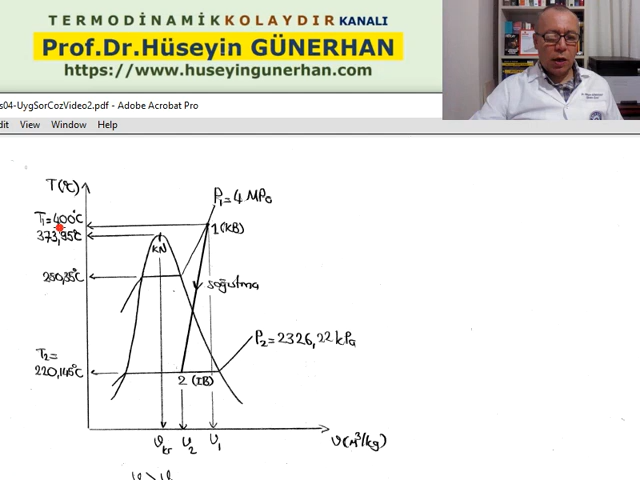 TERMODİNAMİKKOLAYDIR KANALI
Prof.Dr.Hüseyin GÜNERHAN
https://www.huseyingunerhan.com
s04-UygSorCozVideo2.pdf - Adobe Acrobat Pro
dit View Window Help
T(°C)
P1=4 MPa
T1=400°C
373,95°C
1 (KB)
KN
250,35°C
soğutma
P2=2326,22 kPa
T2=
220,145°C
2 (IB)
υkr υ2 υ1 υ(m³/kg)